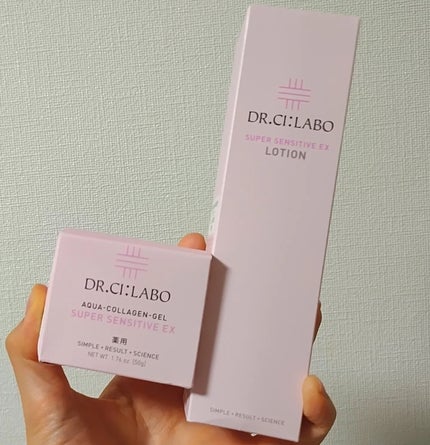 DR.CI:LABO
SUPER SENSITIVE EX
LOTION
SIMPLE • RESULT • SCIENCE
DR.CI:LABO
AQUA-COLLAGEN-GEL
SUPER SENSITIVE EX
薬用
SIMPLE • RESULT • SCIENCE
NET WT. 1.76 oz. (50g)